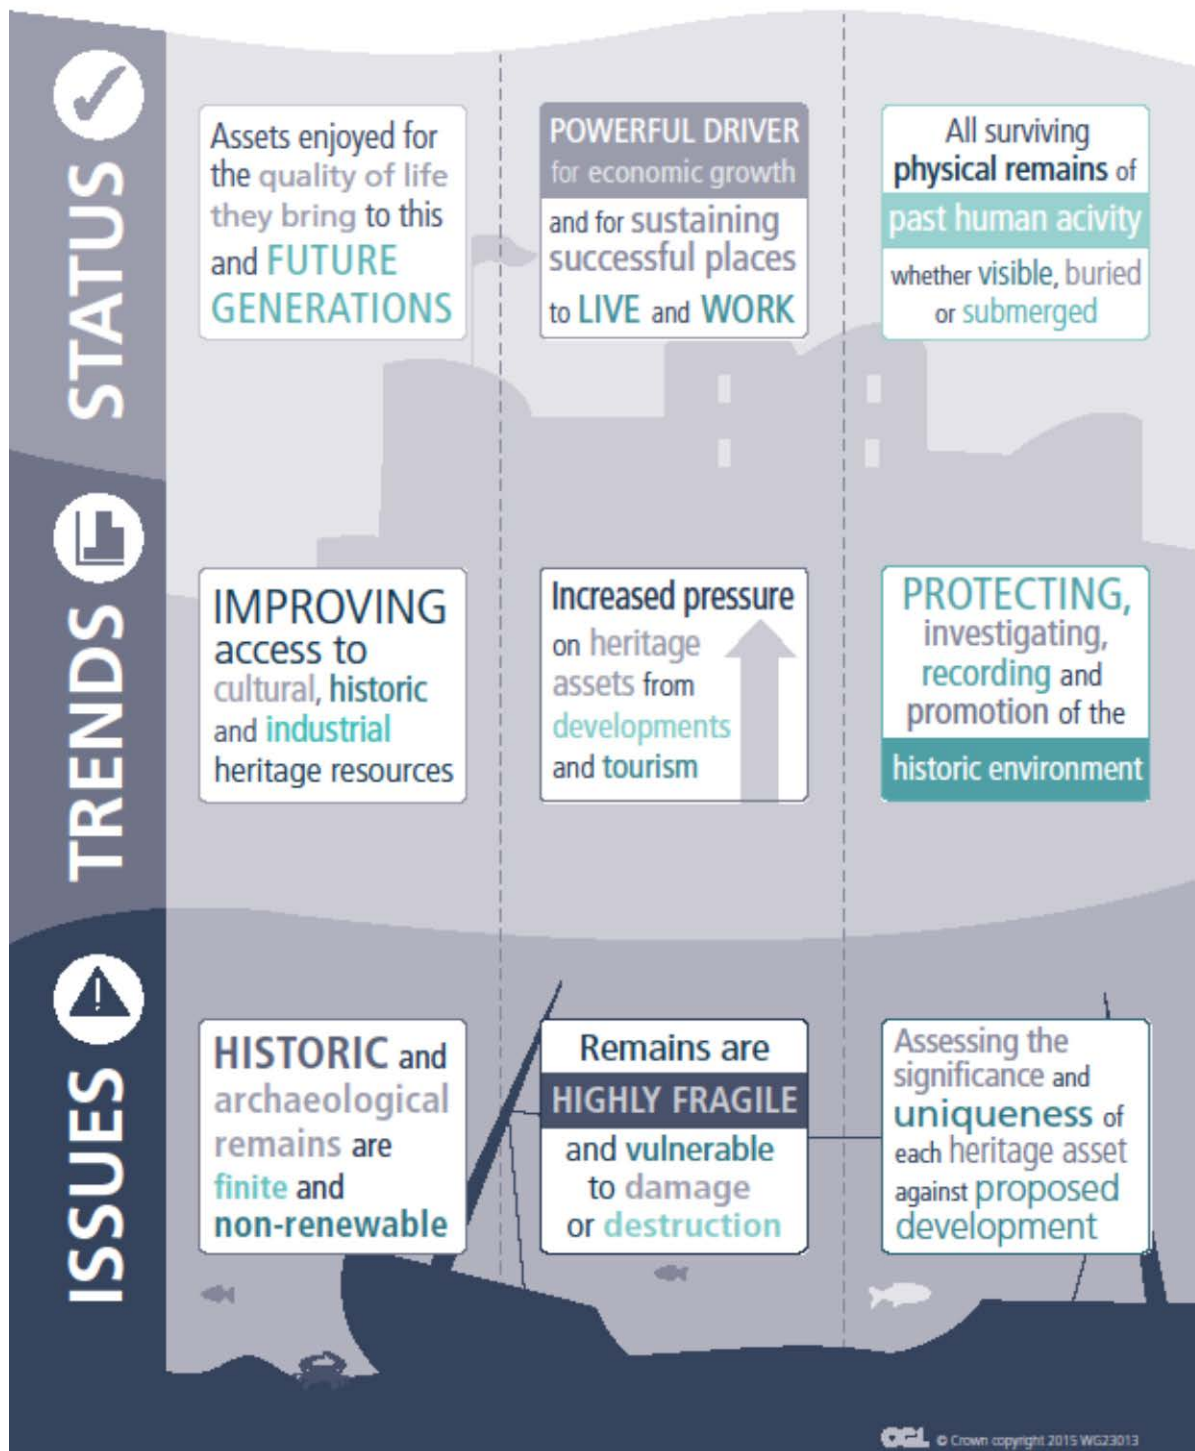 STATUS
Assets enjoyed for
the quality of life
they bring to this
and FUTURE
GENERATIONS
POWERFUL DRIVER
for economic growth
and for sustaining
successful places
to LIVE and WORK
All surviving
physical remains of
past human acivity
whether visible, buried
or submerged
TRENDS
IMPROVING
access to
cultural, historic
and industrial
heritage resources
Increased pressure
on heritage
assets from
developments
and tourism
PROTECTING,
investigating,
recording and
promotion of the
historic environment
ISSUES
HISTORIC and
archaeological
remains are
finite and
non-renewable
Remains are
HIGHLY FRAGILE
and vulnerable
to damage
or destruction
Assessing the
significance and
uniqueness of
each heritage asset
against proposed
development
OGL © Crown copyright 2015 WG23013